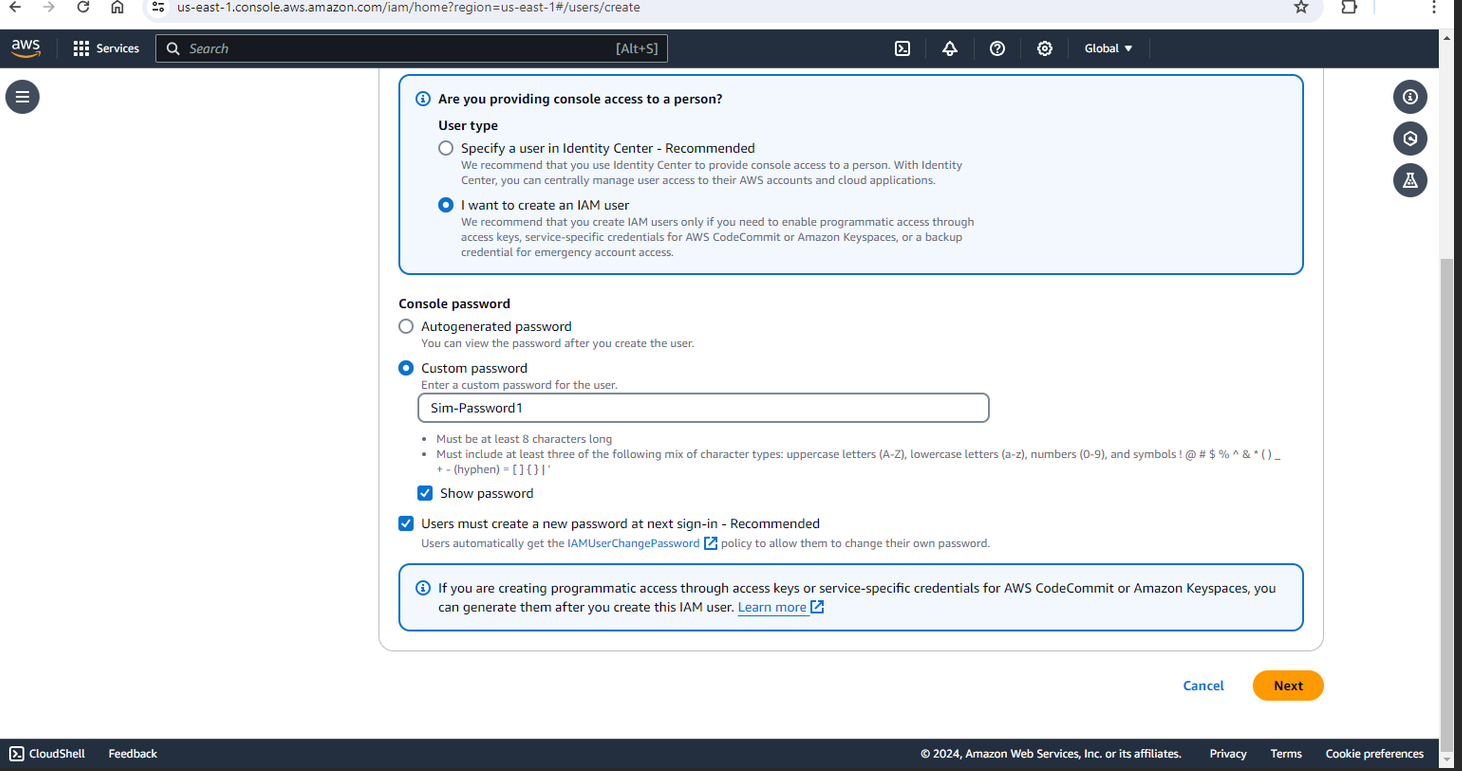 us-east-1.console.aws.amazon.com/iam/home?region=us-east-1#/users/create
aws Services Search [Alt+S] Global
Are you providing console access to a person?
User type
Specify a user in Identity Center - Recommended
We recommend that you use Identity Center to provide console access to a person. With Identity
Center, you can centrally manage user access to their AWS accounts and cloud applications.
I want to create an IAM user
We recommend that you create IAM users only if you need to enable programmatic access through
access keys, service-specific credentials for AWS CodeCommit or Amazon Keyspaces, or a backup
credential for emergency account access.
Console password
Autogenerated password
You can view the password after you create the user.
Custom password
Enter a custom password for the user.
Sim-Password1
• Must be at least 8 characters long
• Must include at least three of the following mix of character types: uppercase letters (A-Z), lowercase letters (a-z), numbers (0-9), and symbols ! @ # $ % ^ & * ( ) _
+ - (hyphen) = [ ] { } | '
Show password
Users must create a new password at next sign-in - Recommended
Users automatically get the IAMUserChangePassword policy to allow them to change their own password.
If you are creating programmatic access through access keys or service-specific credentials for AWS CodeCommit or Amazon Keyspaces, you
can generate them after you create this IAM user. Learn more
Cancel Next
CloudShell Feedback © 2024, Amazon Web Services, Inc. or its affiliates. Privacy Terms Cookie preferences